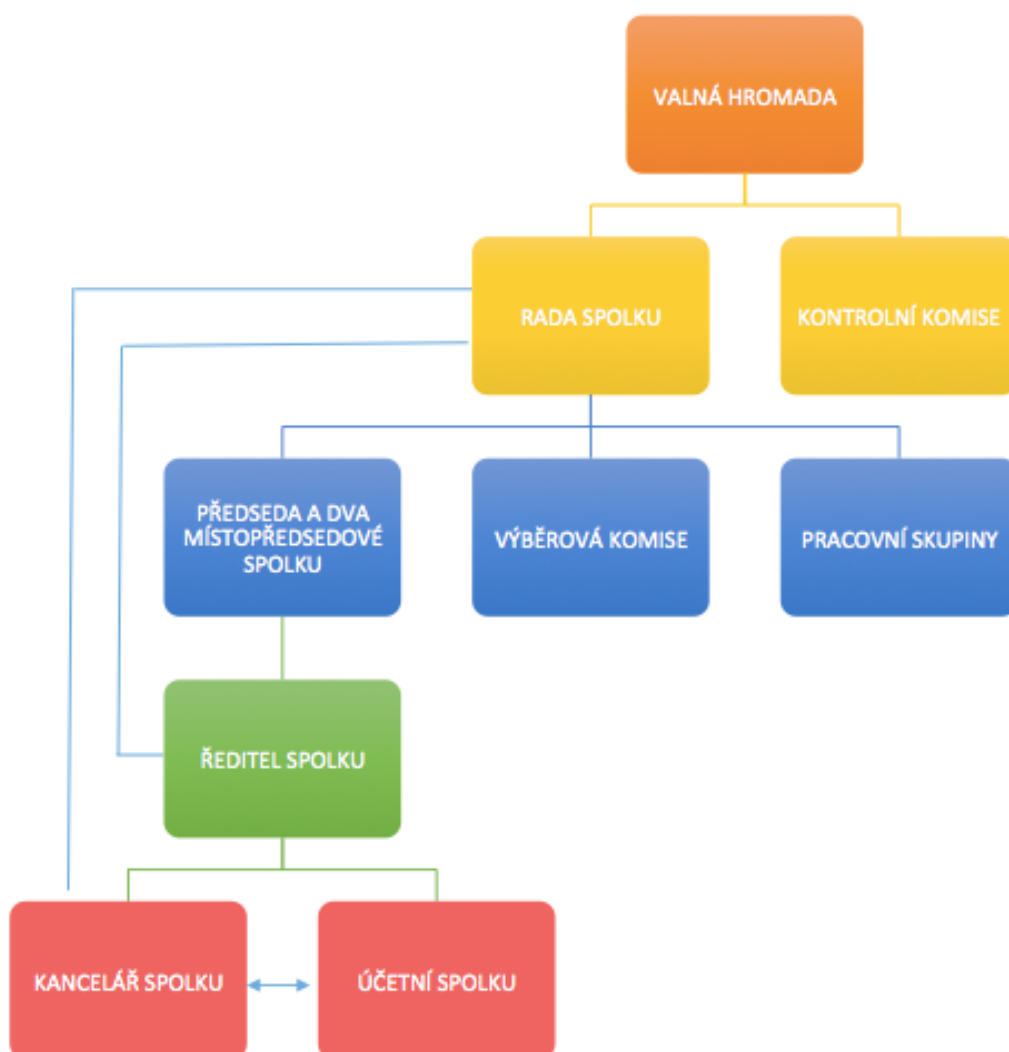 VALNÁ HROMADA
RADA SPOLKU
KONTROLNÍ KOMISE
PŘEDSEDA A DVA
MÍSTOPŘEDSEDOVÉ
SPOLKU
VÝBĚROVÁ KOMISE
PRACOVNÍ SKUPINY
ŘEDITEL SPOLKU
KANCELÁŘ SPOLKU
ÚČETNÍ SPOLKU